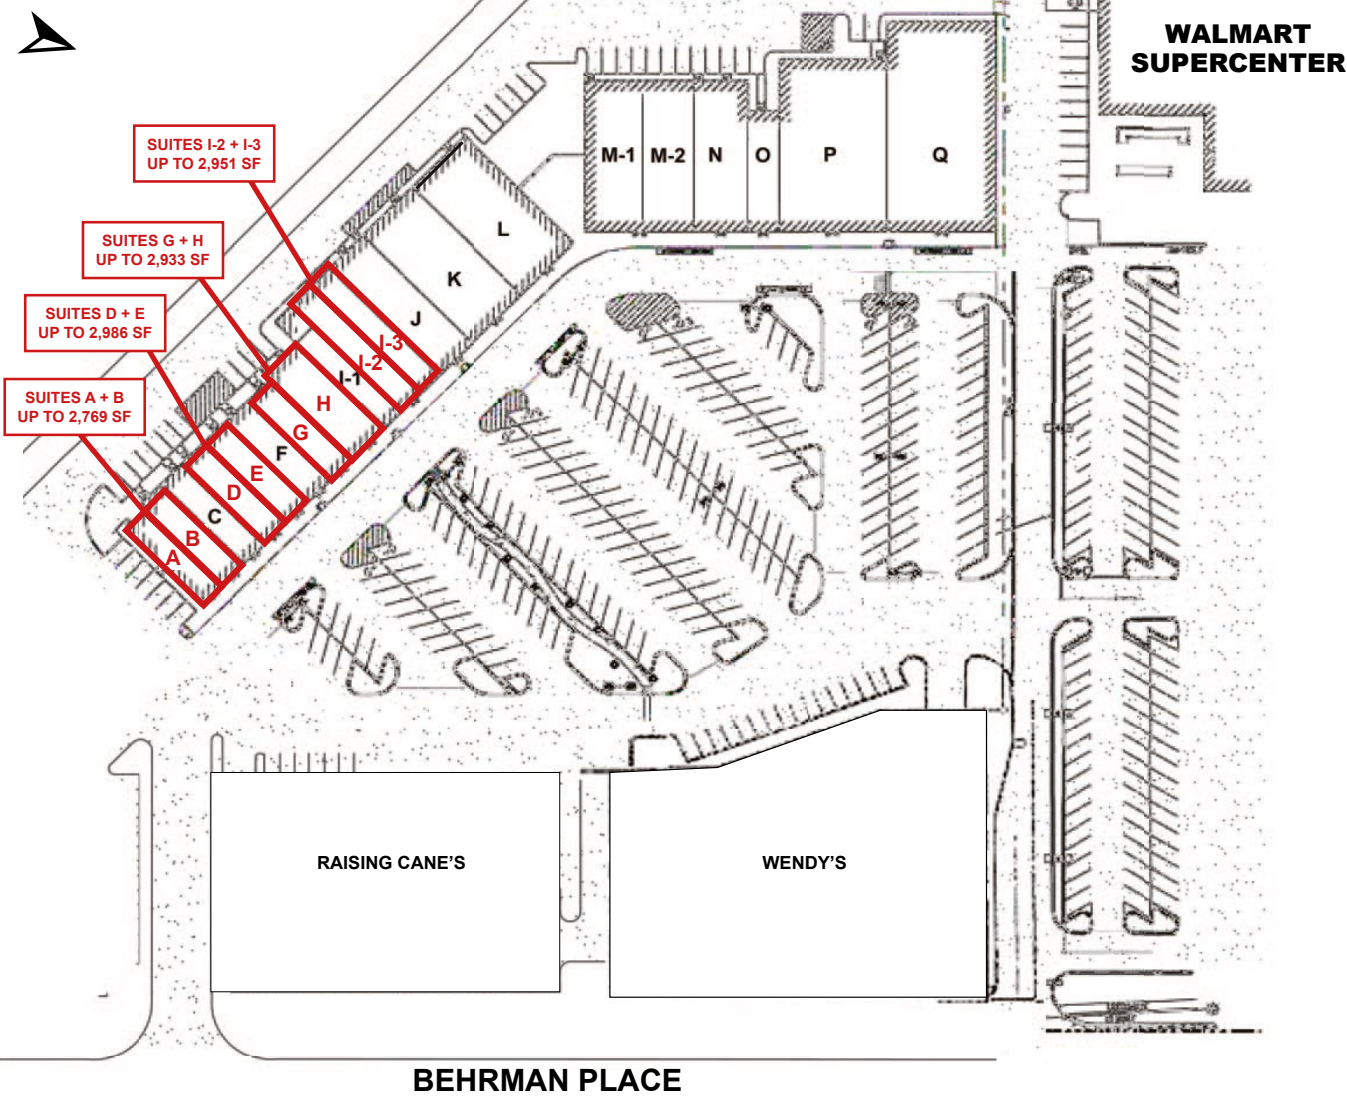 WALMART
SUPERCENTER
SUITES I-2 + I-3
UP TO 2,951 SF
M-1
M-2
N
O
P
Q
SUITES G + H
UP TO 2,933 SF
L
K
J
SUITES D + E
UP TO 2,986 SF
I-3
I-2
I-1
H
G
SUITES A + B
UP TO 2,769 SF
F
E
D
C
B
A
RAISING CANE'S
WENDY'S
BEHRMAN PLACE